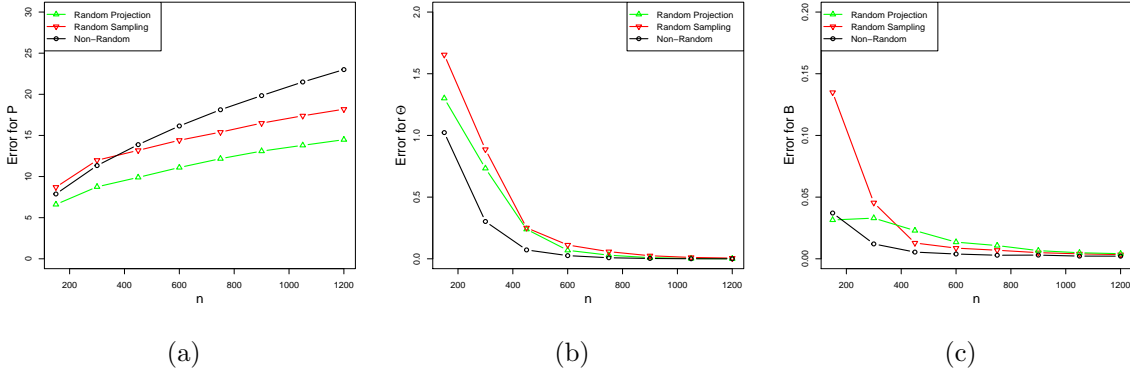 Random Projection
Random Sampling
Non−Random
Error for P
0
5
10
15
20
25
30
200
400
600
800
1000
1200
n
(a)
Random Projection
Random Sampling
Non−Random
Error for Θ
0.0
0.5
1.0
1.5
2.0
200
400
600
800
1000
1200
n
(b)
Random Projection
Random Sampling
Non−Random
Error for B
0.00
0.05
0.10
0.15
0.20
200
400
600
800
1000
1200
n
(c)